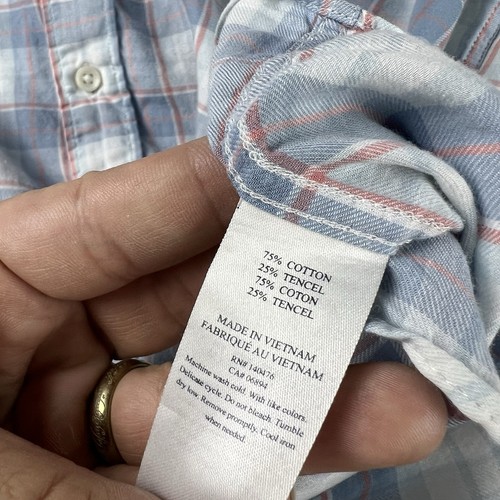 75% COTTON
25% TENCEL
75% COTON
25% TENCEL
MADE IN VIETNAM
FABRIQUÉ AU VIETNAM
RN# 140476
CA# 06894
Machine wash cold. With like colors.
Delicate cycle. Do not bleach. Tumble
dry low. Remove promptly. Cool iron
when needed.